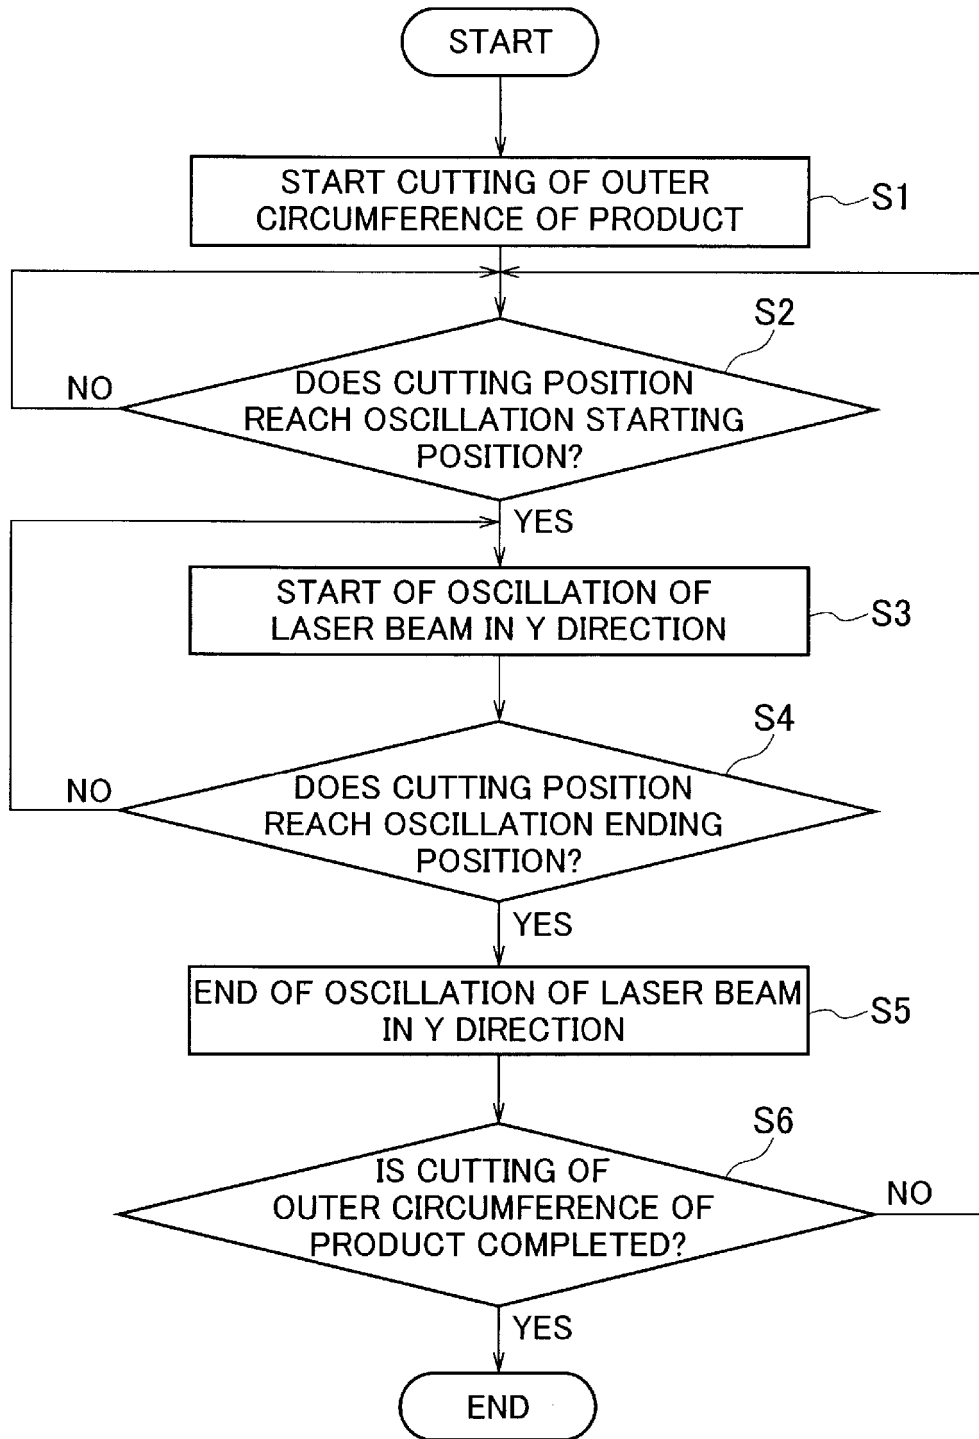 START
START CUTTING OF OUTER
CIRCUMFERENCE OF PRODUCT
S1
S2
NO
DOES CUTTING POSITION
REACH OSCILLATION STARTING
POSITION?
YES
START OF OSCILLATION OF
LASER BEAM IN Y DIRECTION
S3
S4
NO
DOES CUTTING POSITION
REACH OSCILLATION ENDING
POSITION?
YES
END OF OSCILLATION OF LASER BEAM
IN Y DIRECTION
S5
S6
IS CUTTING OF
OUTER CIRCUMFERENCE OF
PRODUCT COMPLETED?
NO
YES
END